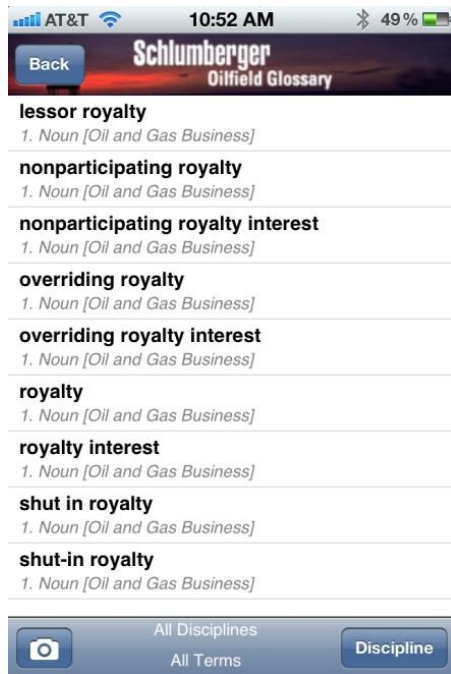 AT&T 10:52 AM 49%
Back
Schlumberger
Oilfield Glossary
lessor royalty
1. Noun [Oil and Gas Business]
nonparticipating royalty
1. Noun [Oil and Gas Business]
nonparticipating royalty interest
1. Noun [Oil and Gas Business]
overriding royalty
1. Noun [Oil and Gas Business]
overriding royalty interest
1. Noun [Oil and Gas Business]
royalty
1. Noun [Oil and Gas Business]
royalty interest
1. Noun [Oil and Gas Business]
shut in royalty
1. Noun [Oil and Gas Business]
shut-in royalty
1. Noun [Oil and Gas Business]
All Disciplines
All Terms
Discipline